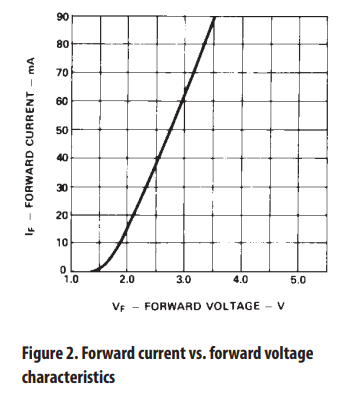 90
80
70
60
50
40
30
20
10
0
1.0 2.0 3.0 4.0 5.0
IF – FORWARD CURRENT – mA
VF – FORWARD VOLTAGE – V
Figure 2. Forward current vs. forward voltage
characteristics